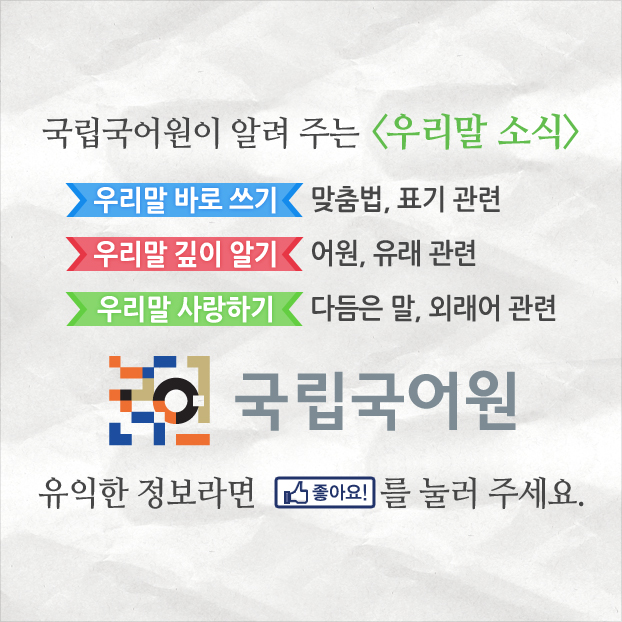 국립국어원이 알려 주는 〈우리말 소식〉
우리말 바로 쓰기 맞춤법, 표기 관련
우리말 깊이 알기 어원, 유래 관련
우리말 사랑하기 다듬은 말, 외래어 관련
국립국어원
유익한 정보라면 좋아요! 를 눌러 주세요.